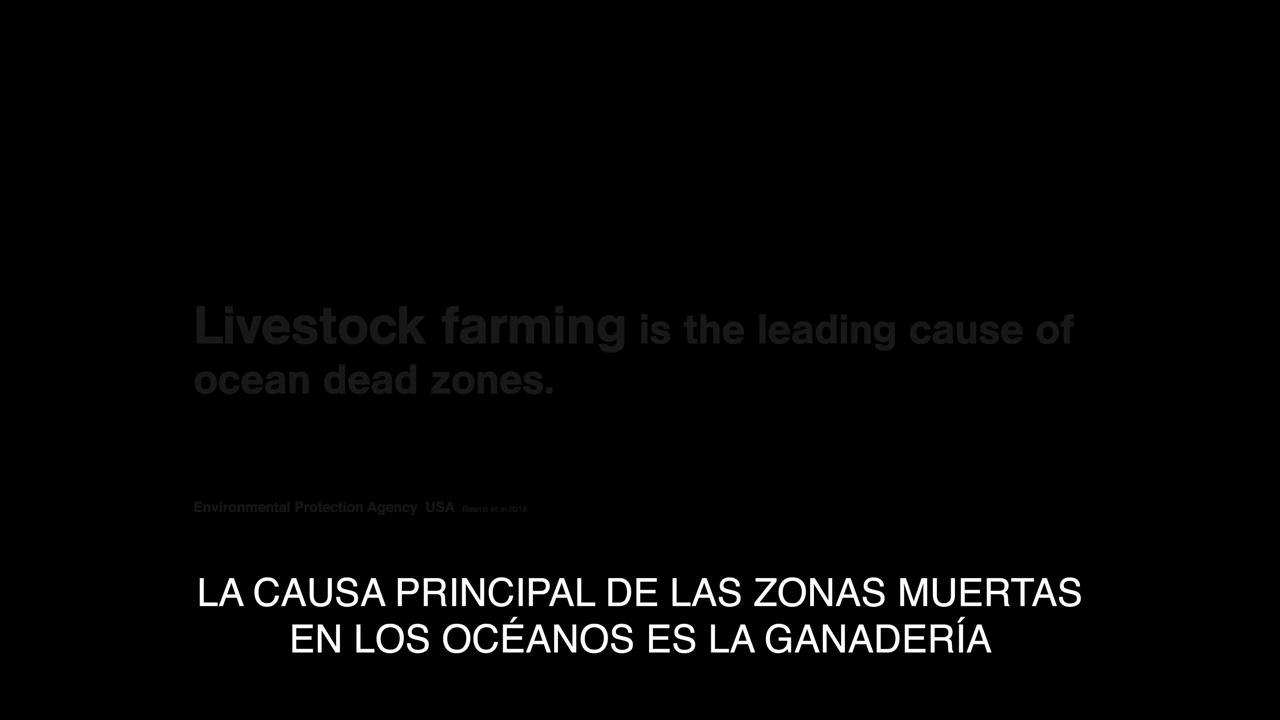 Livestock farming is the leading cause of
ocean dead zones.
Environmental Protection Agency USA
LA CAUSA PRINCIPAL DE LAS ZONAS MUERTAS
EN LOS OCÉANOS ES LA GANADERÍA